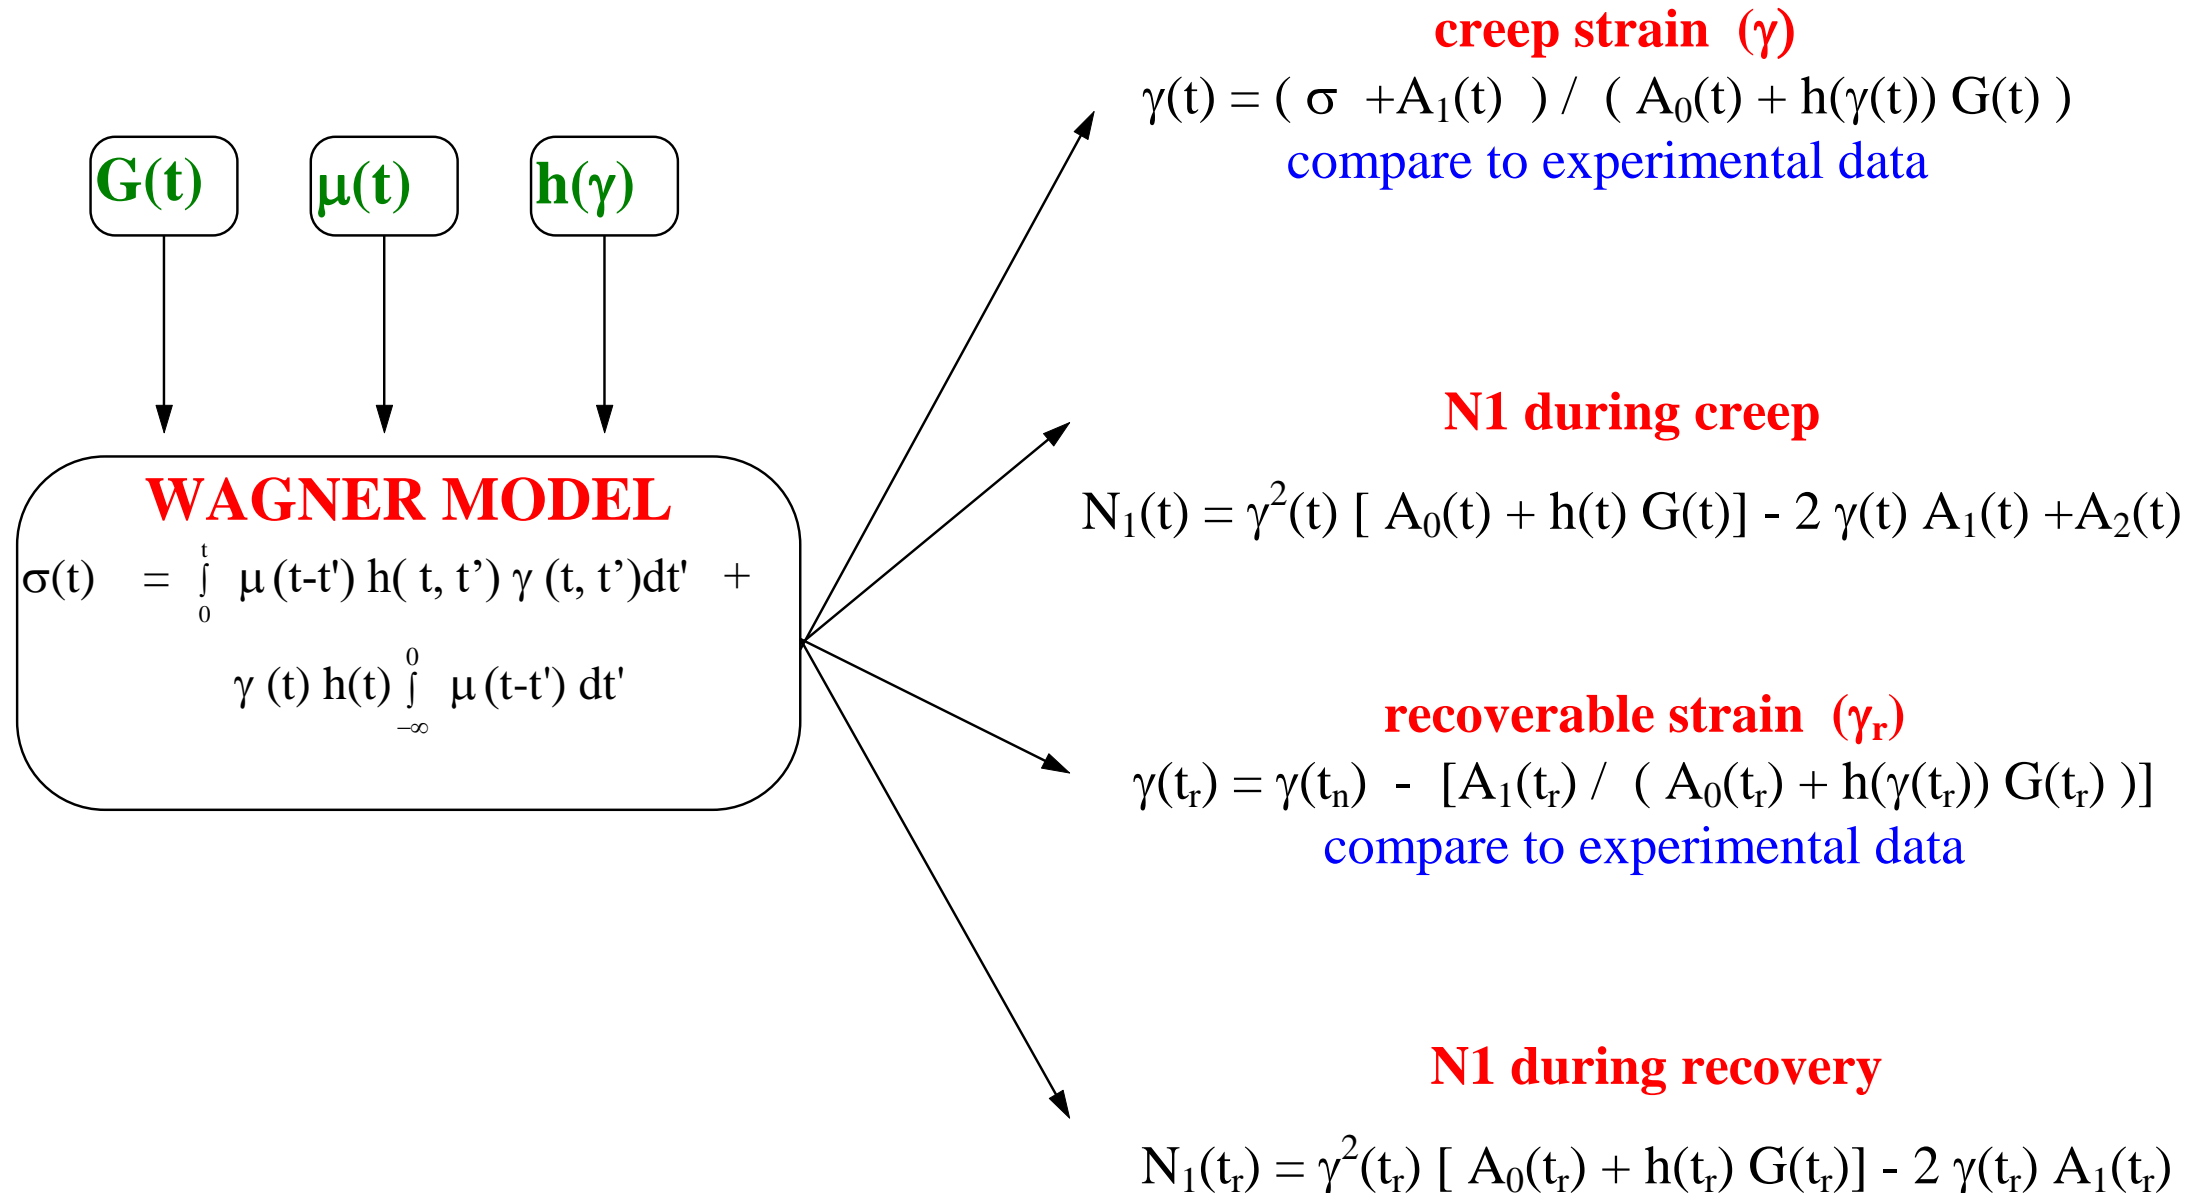 G(t)
μ(t)
h(γ)
WAGNER MODEL
σ(t) = ∫₀ᵗ μ(t-t') h( t, t’) γ (t, t’)dt' +
γ (t) h(t) ∫₋∞⁰ μ(t-t') dt'
creep strain (γ)
γ(t) = ( σ +A₁(t) ) / ( A₀(t) + h(γ(t)) G(t) )
compare to experimental data
N1 during creep
N₁(t) = γ²(t) [ A₀(t) + h(t) G(t)] - 2 γ(t) A₁(t) +A₂(t)
recoverable strain (γᵣ)
γ(tᵣ) = γ(tₙ) - [A₁(tᵣ) / ( A₀(tᵣ) + h(γ(tᵣ)) G(tᵣ) )]
compare to experimental data
N1 during recovery
N₁(tᵣ) = γ²(tᵣ) [ A₀(tᵣ) + h(tᵣ) G(tᵣ)] - 2 γ(tᵣ) A₁(tᵣ)